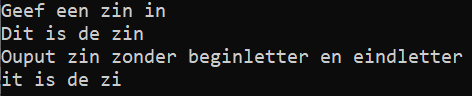 Geef een zin in
Dit is de zin
Ouput zin zonder beginletter en eindletter
it is de zi